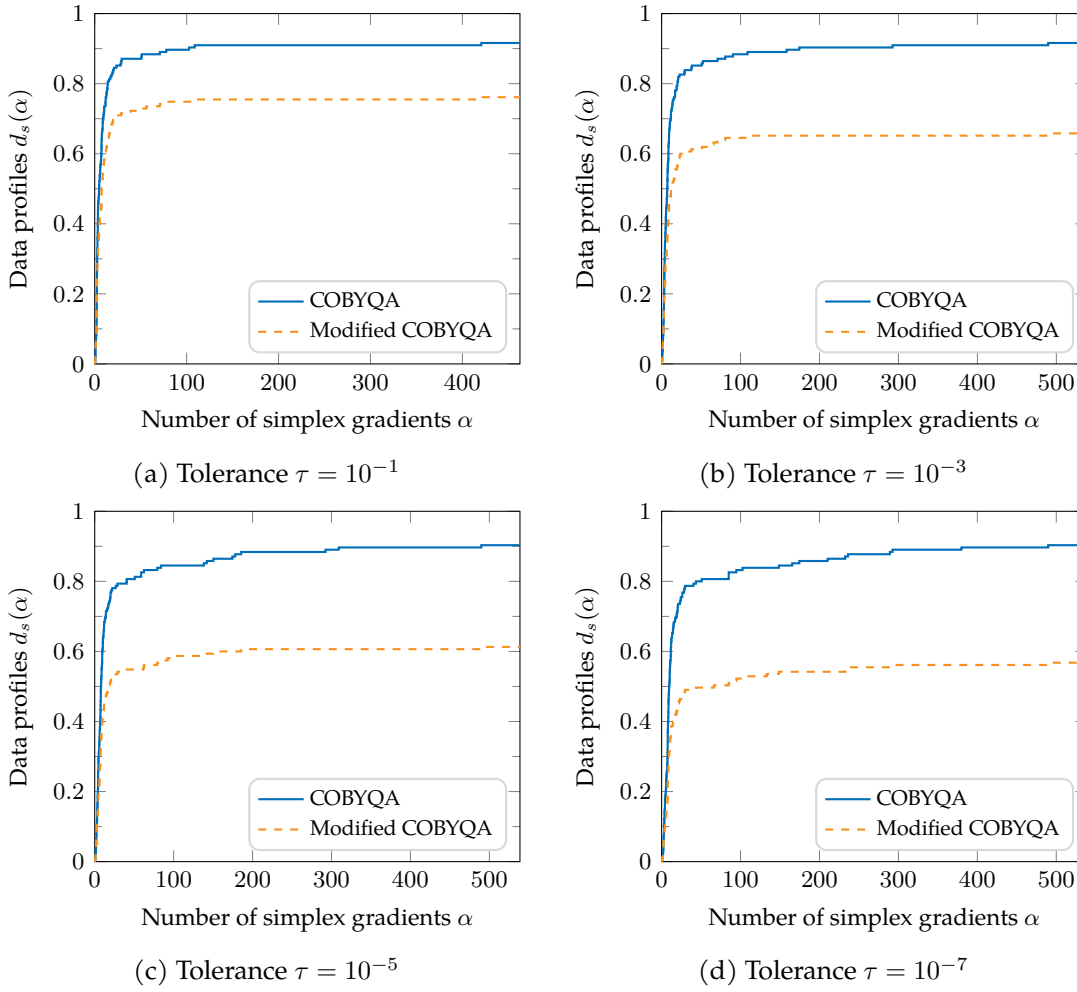 1
0.8
0.6
0.4
0.2
0
Data profiles d_s(α)
COBYQA
Modified COBYQA
0 100 200 300 400
Number of simplex gradients α
(a) Tolerance τ = 10⁻¹
1
0.8
0.6
0.4
0.2
0
Data profiles d_s(α)
COBYQA
Modified COBYQA
0 100 200 300 400 500
Number of simplex gradients α
(b) Tolerance τ = 10⁻³
1
0.8
0.6
0.4
0.2
0
Data profiles d_s(α)
COBYQA
Modified COBYQA
0 100 200 300 400 500
Number of simplex gradients α
(c) Tolerance τ = 10⁻⁵
1
0.8
0.6
0.4
0.2
0
Data profiles d_s(α)
COBYQA
Modified COBYQA
0 100 200 300 400 500
Number of simplex gradients α
(d) Tolerance τ = 10⁻⁷